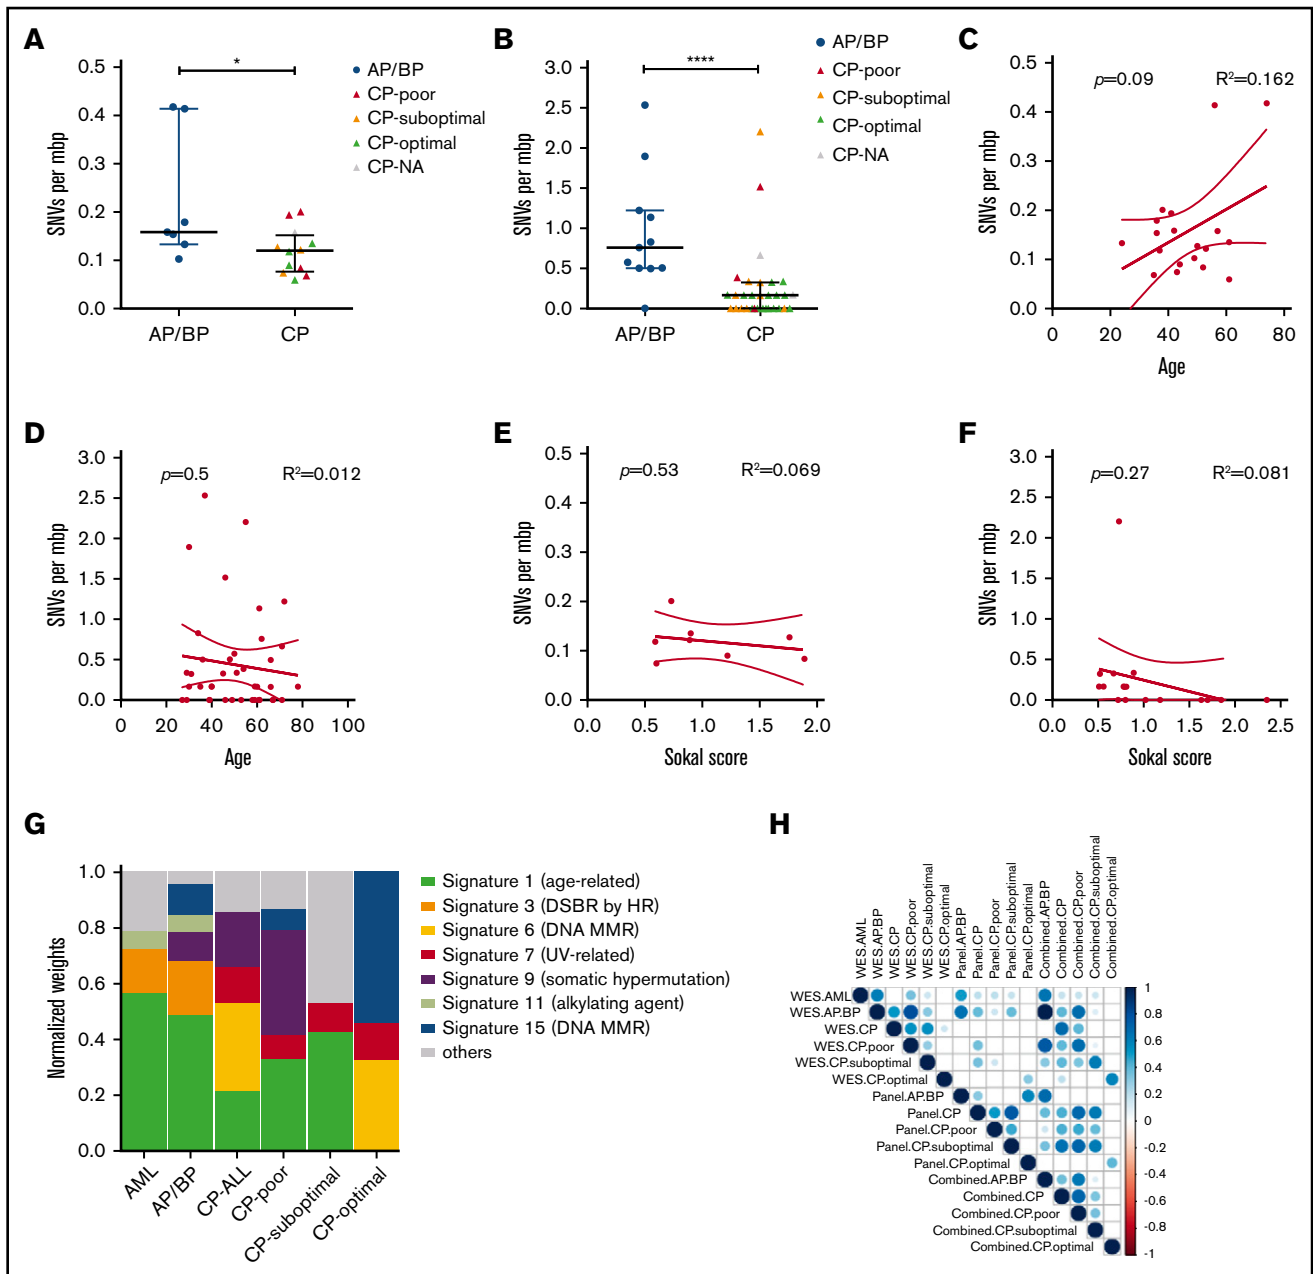 A
SNVs per mbp
0.5
0.4
0.3
0.2
0.1
0.0
*
AP/BP
CP
AP/BP
CP-poor
CP-suboptimal
CP-optimal
CP-NA
B
SNVs per mbp
3.0
2.5
2.0
1.5
1.0
0.5
0.0
****
AP/BP
CP
AP/BP
CP-poor
CP-suboptimal
CP-optimal
CP-NA
C
SNVs per mbp
0.5
0.4
0.3
0.2
0.1
0.0
p=0.09
R²=0.162
0 20 40 60 80
Age
D
SNVs per mbp
3.0
2.5
2.0
1.5
1.0
0.5
0.0
p=0.5
R²=0.012
0 20 40 60 80 100
Age
E
SNVs per mbp
0.5
0.4
0.3
0.2
0.1
0.0
p=0.53
R²=0.069
0.0 0.5 1.0 1.5 2.0
Sokal score
F
SNVs per mbp
3.0
2.5
2.0
1.5
1.0
0.5
0.0
p=0.27
R²=0.081
0.0 0.5 1.0 1.5 2.0 2.5
Sokal score
G
Normalized weights
1.0
0.8
0.6
0.4
0.2
0.0
AML
AP/BP
CP-ALL
CP-poor
CP-suboptimal
CP-optimal
Signature 1 (age-related)
Signature 3 (DSBR by HR)
Signature 6 (DNA MMR)
Signature 7 (UV-related)
Signature 9 (somatic hypermutation)
Signature 11 (alkylating agent)
Signature 15 (DNA MMR)
others
H
WES.AML
WES.AP.BP
WES.CP
WES.CP.poor
WES.CP.suboptimal
WES.CP.optimal
Panel.AP.BP
Panel.CP
Panel.CP.poor
Panel.CP.suboptimal
Panel.CP.optimal
Combined.AP.BP
Combined.CP
Combined.CP.poor
Combined.CP.suboptimal
Combined.CP.optimal
WES.AML
WES.AP.BP
WES.CP
WES.CP.poor
WES.CP.suboptimal
WES.CP.optimal
Panel.AP.BP
Panel.CP
Panel.CP.poor
Panel.CP.suboptimal
Panel.CP.optimal
Combined.AP.BP
Combined.CP
Combined.CP.poor
Combined.CP.suboptimal
Combined.CP.optimal
1
0.8
0.6
0.4
0.2
0
-0.2
-0.4
-0.6
-0.8
-1